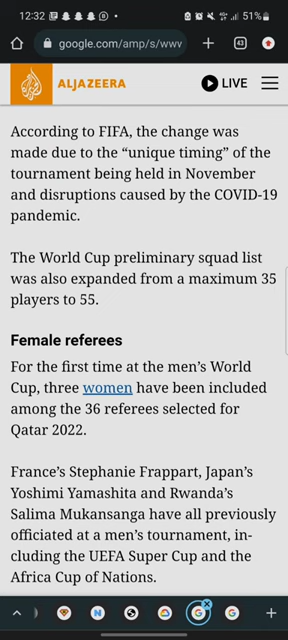 12:32
51%
google.com/amp/s/wwv
43
ALJAZEERA
LIVE
According to FIFA, the change was
made due to the “unique timing” of the
tournament being held in November
and disruptions caused by the COVID-19
pandemic.
The World Cup preliminary squad list
was also expanded from a maximum 35
players to 55.
Female referees
For the first time at the men’s World
Cup, three women have been included
among the 36 referees selected for
Qatar 2022.
France’s Stephanie Frappart, Japan’s
Yoshimi Yamashita and Rwanda’s
Salima Mukansanga have all previously
officiated at a men’s tournament, in-
cluding the UEFA Super Cup and the
Africa Cup of Nations.